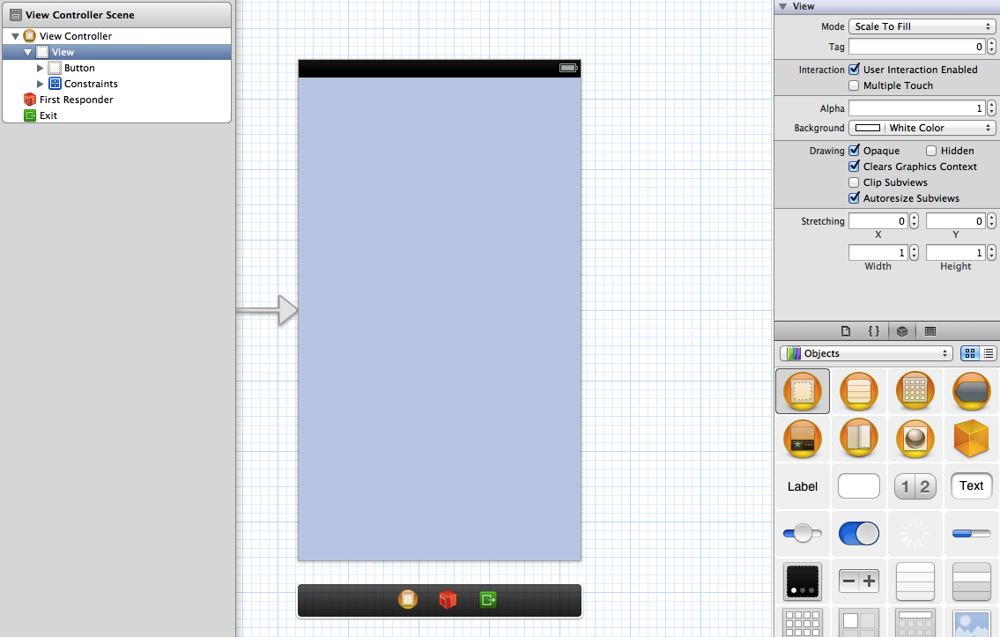 View Controller Scene
View Controller
View
Button
Constraints
First Responder
Exit
View
Mode Scale To Fill
Tag 0
Interaction User Interaction Enabled
Multiple Touch
Alpha 1
Background White Color
Drawing Opaque Hidden
Clears Graphics Context
Clip Subviews
Autoresize Subviews
Stretching 0 0
X Y
1 1
Width Height
{ }
Objects
Label 1 2 Text